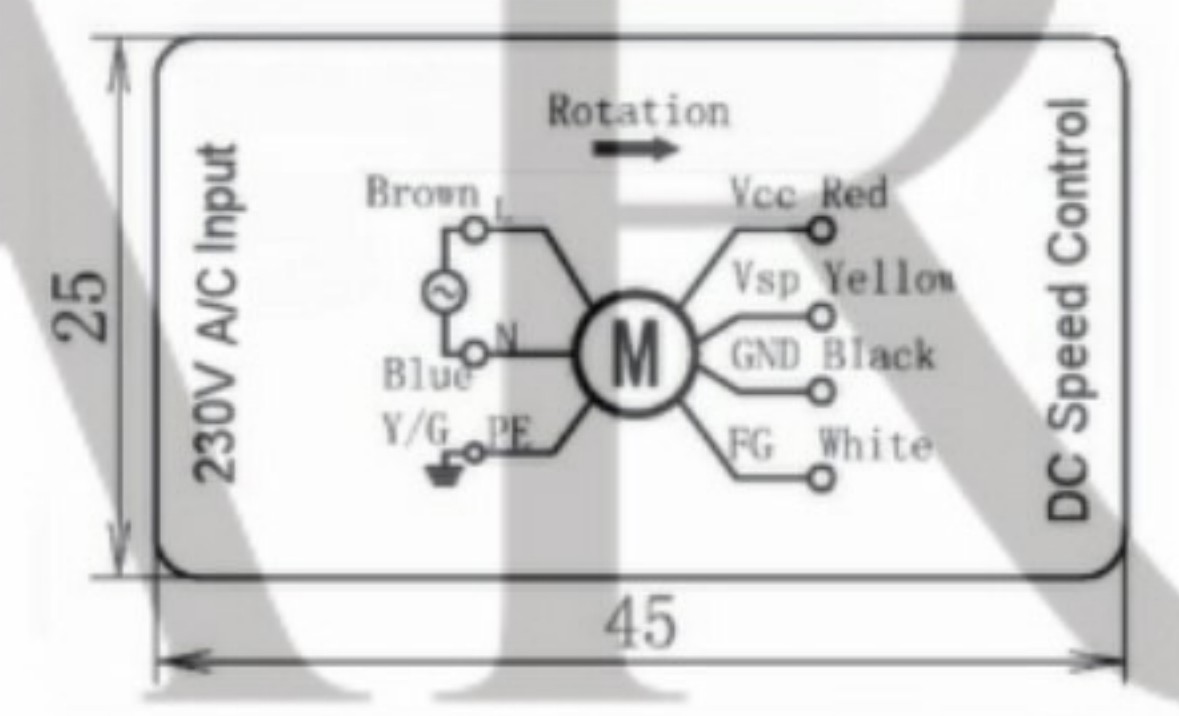 Rotation
230V A/C Input
Brown L
N
Blue
Y/G PE
M
Vcc Red
Vsp Yellow
GND Black
FG White
DC Speed Control
25
45